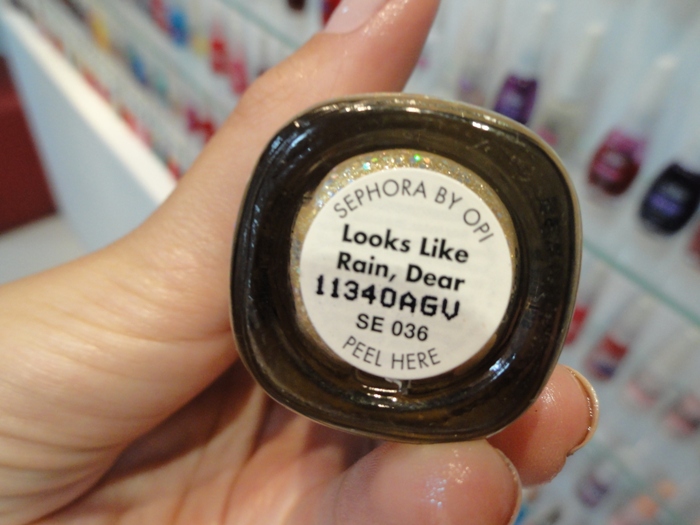 SEPHORA BY OPI
Looks Like
Rain, Dear
11340AGV
SE 036
PEEL HERE